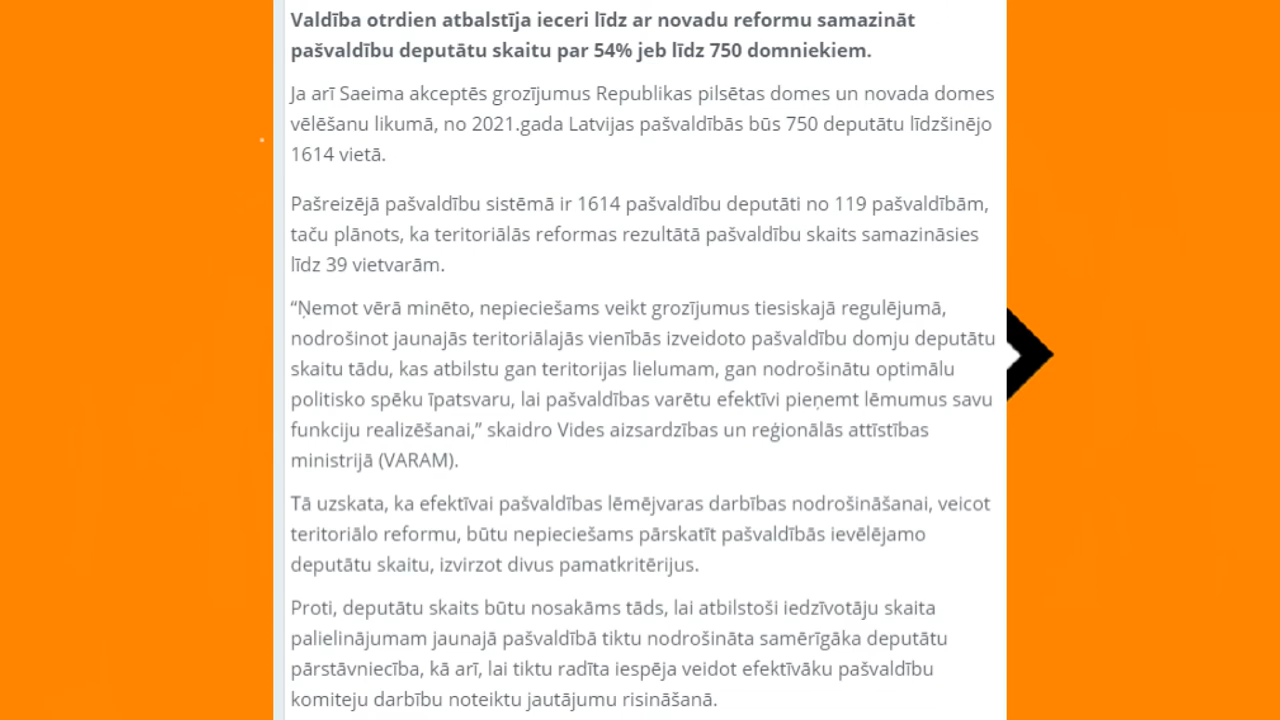 Valdība otrdien atbalstīja ieceri līdz ar novadu reformu samazināt
pašvaldību deputātu skaitu par 54% jeb līdz 750 domniekiem.
Ja arī Saeima akceptēs grozījumus Republikas pilsētas domes un novada domes
vēlēšanu likumā, no 2021.gada Latvijas pašvaldībās būs 750 deputātu līdzšinējo
1614 vietā.
Pašreizējā pašvaldību sistēmā ir 1614 pašvaldību deputāti no 119 pašvaldībām,
taču plānots, ka teritoriālās reformas rezultātā pašvaldību skaits samazināsies
līdz 39 vietvarām.
“Ņemot vērā minēto, nepieciešams veikt grozījumus tiesiskajā regulējumā,
nodrošinot jaunajās teritoriālajās vienībās izveidoto pašvaldību domju deputātu
skaitu tādu, kas atbilstu gan teritorijas lielumam, gan nodrošinātu optimālu
politisko spēku īpatsvaru, lai pašvaldības varētu efektīvi pieņemt lēmumus savu
funkciju realizēšanai,” skaidro Vides aizsardzības un reģionālās attīstības
ministrijā (VARAM).
Tā uzskata, ka efektīvai pašvaldības lēmējvaras darbības nodrošināšanai, veicot
teritoriālo reformu, būtu nepieciešams pārskatīt pašvaldībās ievēlējamo
deputātu skaitu, izvirzot divus pamatkritērijus.
Proti, deputātu skaits būtu nosakāms tāds, lai atbilstoši iedzīvotāju skaita
palielinājumam jaunajā pašvaldībā tiktu nodrošināta samērīgāka deputātu
pārstāvniecība, kā arī, lai tiktu radīta iespēja veidot efektīvāku pašvaldību
komiteju darbību noteiktu jautājumu risināšanā.